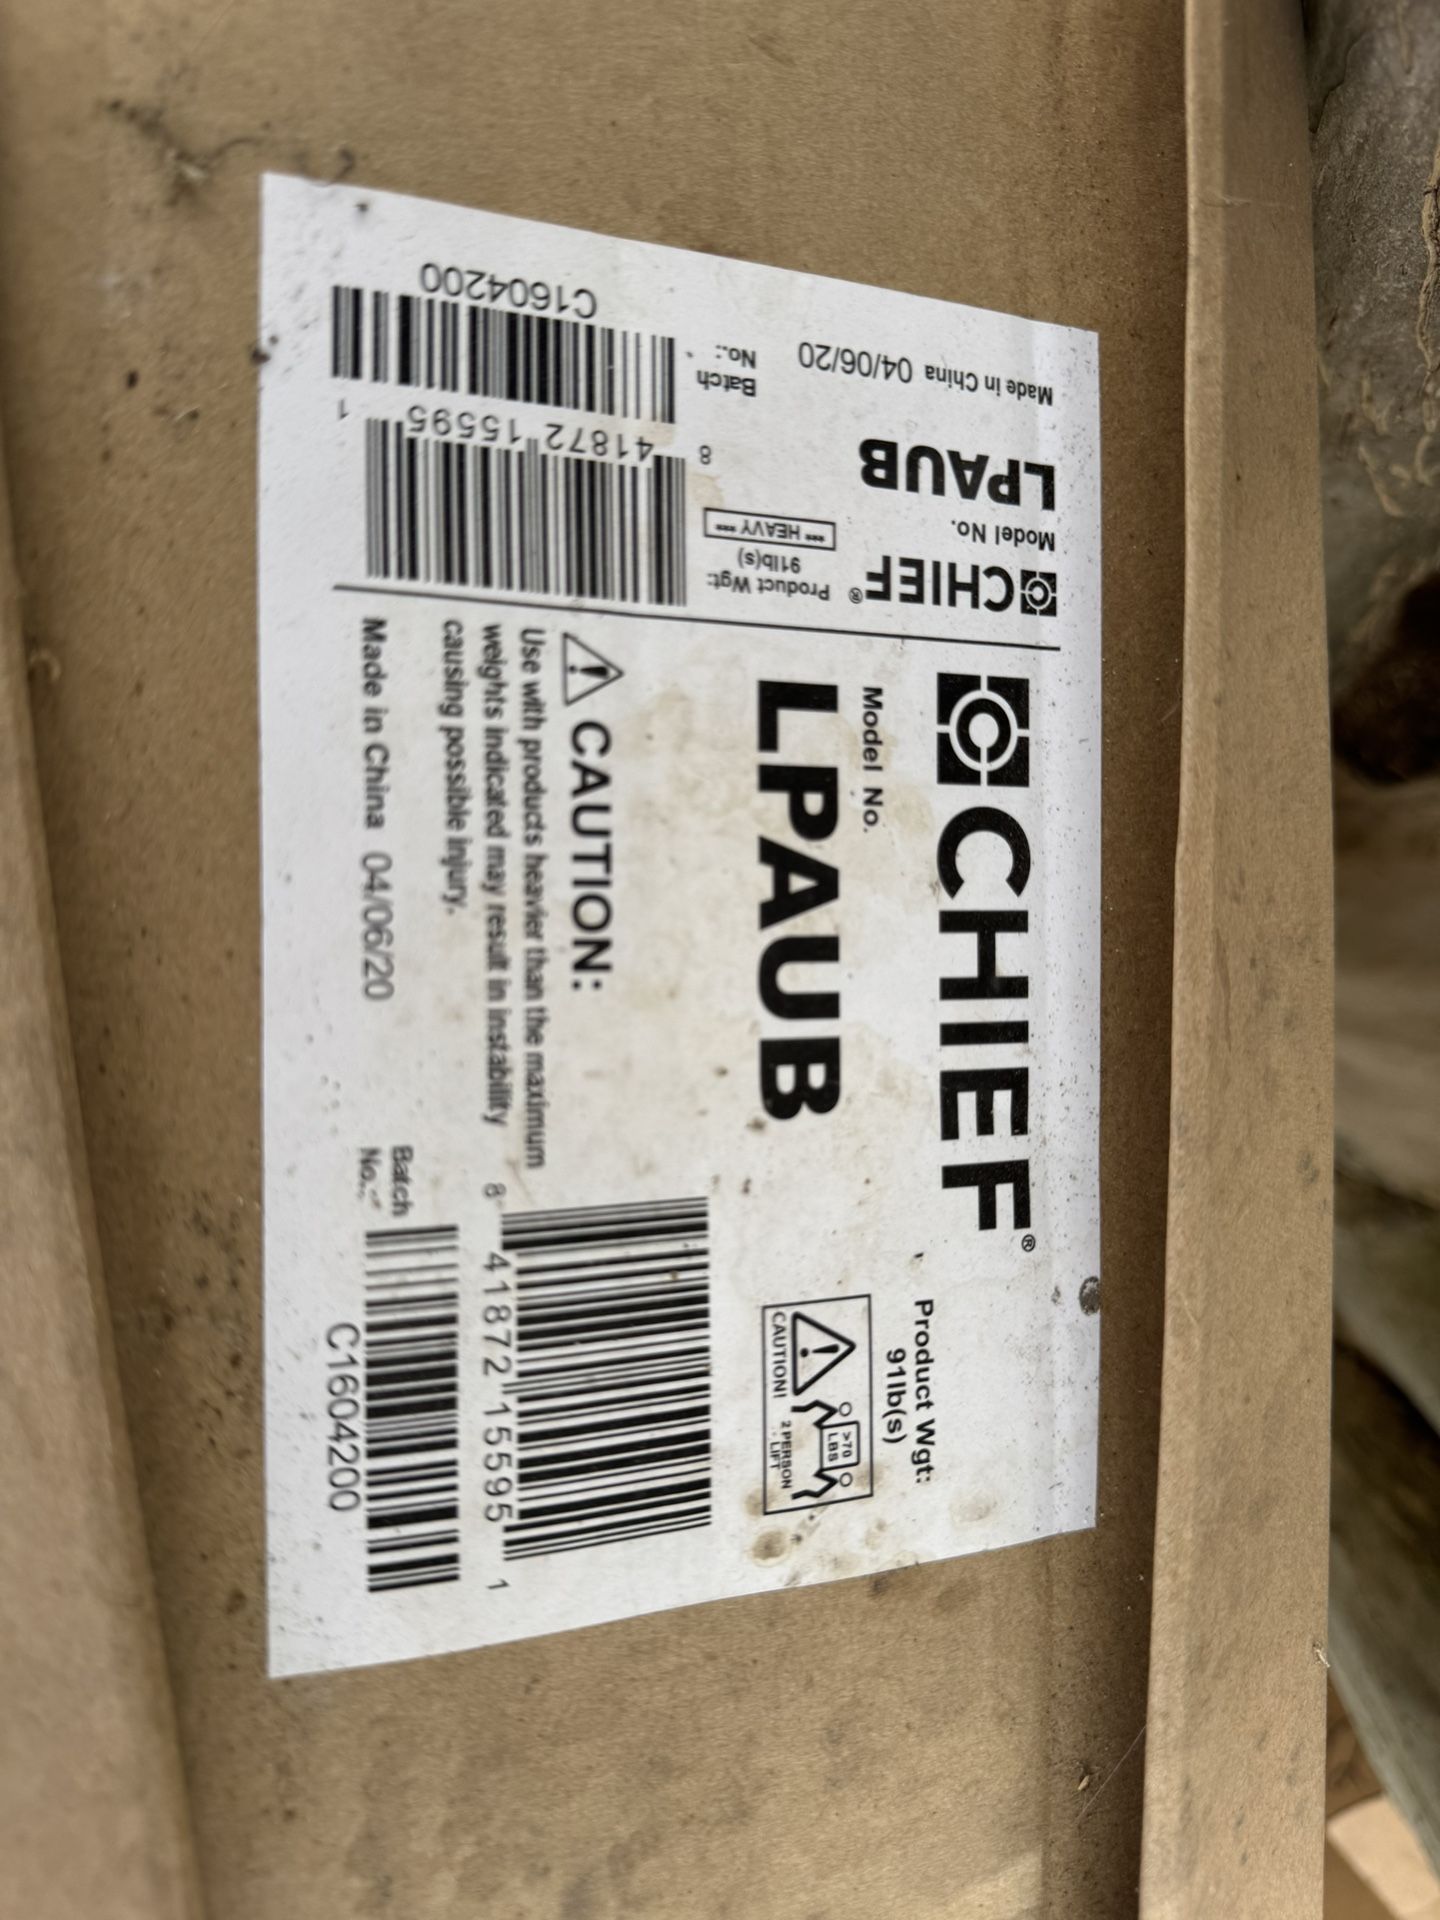 CHIEF®
Model No.
LPAUB
Product Wgt:
91lb(s)
>70
LBS
CAUTION!
2 PERSON
LIFT
CAUTION:
Use with products heavier than the maximum
weights indicated may result in instability
causing possible injury.
Made in China 04/06/20
8 41872 15595 1
Batch
No.:
C1604200
CHIEF®
Model No.
LPAUB
Made in China 04/06/20
Product Wgt:
91lb(s)
*** HEAVY ***
8 41872 15595 1
Batch
No.:
C1604200